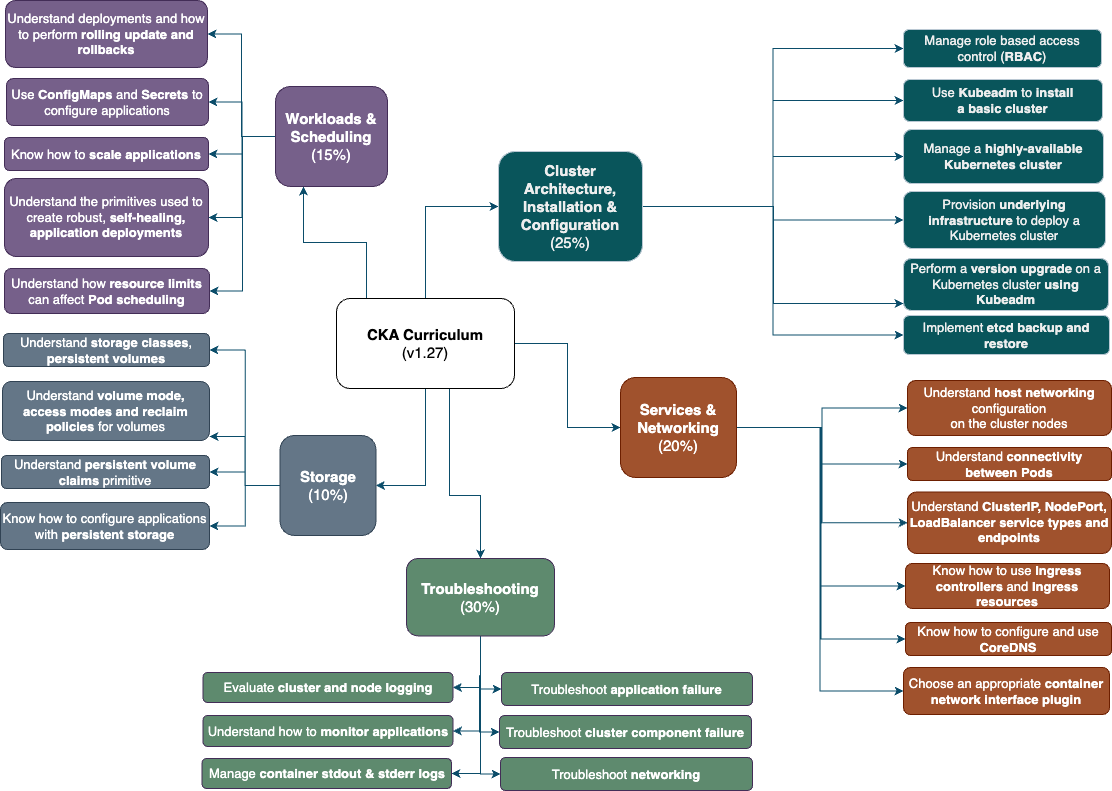 CKA Curriculum
(v1.27)
Workloads &
Scheduling
(15%)
Understand deployments and how
to perform rolling update and
rollbacks
Use ConfigMaps and Secrets to
configure applications
Know how to scale applications
Understand the primitives used to
create robust, self-healing,
application deployments
Understand how resource limits
can affect Pod scheduling
Cluster
Architecture,
Installation &
Configuration
(25%)
Manage role based access
control (RBAC)
Use Kubeadm to install
a basic cluster
Manage a highly-available
Kubernetes cluster
Provision underlying
infrastructure to deploy a
Kubernetes cluster
Perform a version upgrade on a
Kubernetes cluster using
Kubeadm
Implement etcd backup and
restore
Services &
Networking
(20%)
Understand host networking
configuration
on the cluster nodes
Understand connectivity
between Pods
Understand ClusterIP, NodePort,
LoadBalancer service types and
endpoints
Know how to use Ingress
controllers and Ingress
resources
Know how to configure and use
CoreDNS
Choose an appropriate container
network interface plugin
Storage
(10%)
Understand storage classes,
persistent volumes
Understand volume mode,
access modes and reclaim
policies for volumes
Understand persistent volume
claims primitive
Know how to configure applications
with persistent storage
Troubleshooting
(30%)
Evaluate cluster and node logging
Understand how to monitor applications
Manage container stdout & stderr logs
Troubleshoot application failure
Troubleshoot cluster component failure
Troubleshoot networking